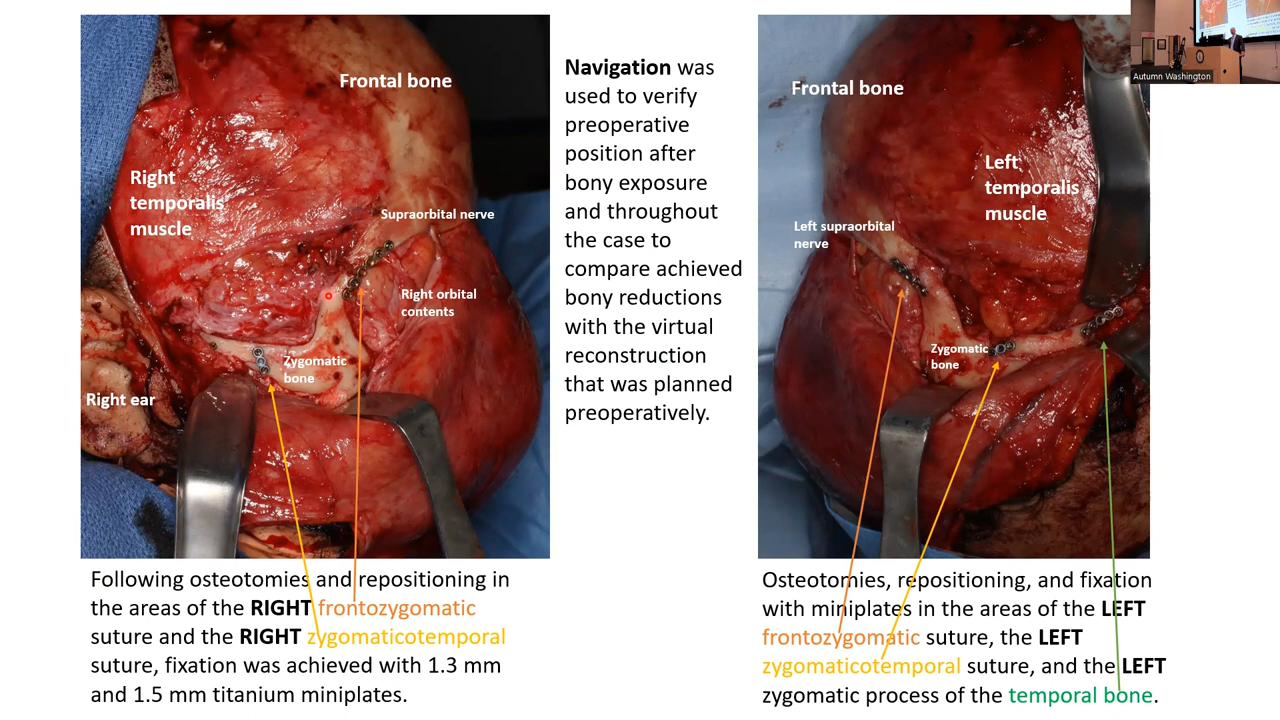 Frontal bone
Right
temporalis
muscle
Supraorbital nerve
Right orbital
contents
Zygomatic
bone
Right ear
Following osteotomies and repositioning in
the areas of the RIGHT frontozygomatic
suture and the RIGHT zygomaticotemporal
suture, fixation was achieved with 1.3 mm
and 1.5 mm titanium miniplates.
Navigation was
used to verify
preoperative
position after
bony exposure
and throughout
the case to
compare achieved
bony reductions
with the virtual
reconstruction
that was planned
preoperatively.
Frontal bone
Left
temporalis
muscle
Left supraorbital
nerve
Zygomatic
bone
Osteotomies, repositioning, and fixation
with miniplates in the areas of the LEFT
frontozygomatic suture, the LEFT
zygomaticotemporal suture, and the LEFT
zygomatic process of the temporal bone.
Autumn Washington